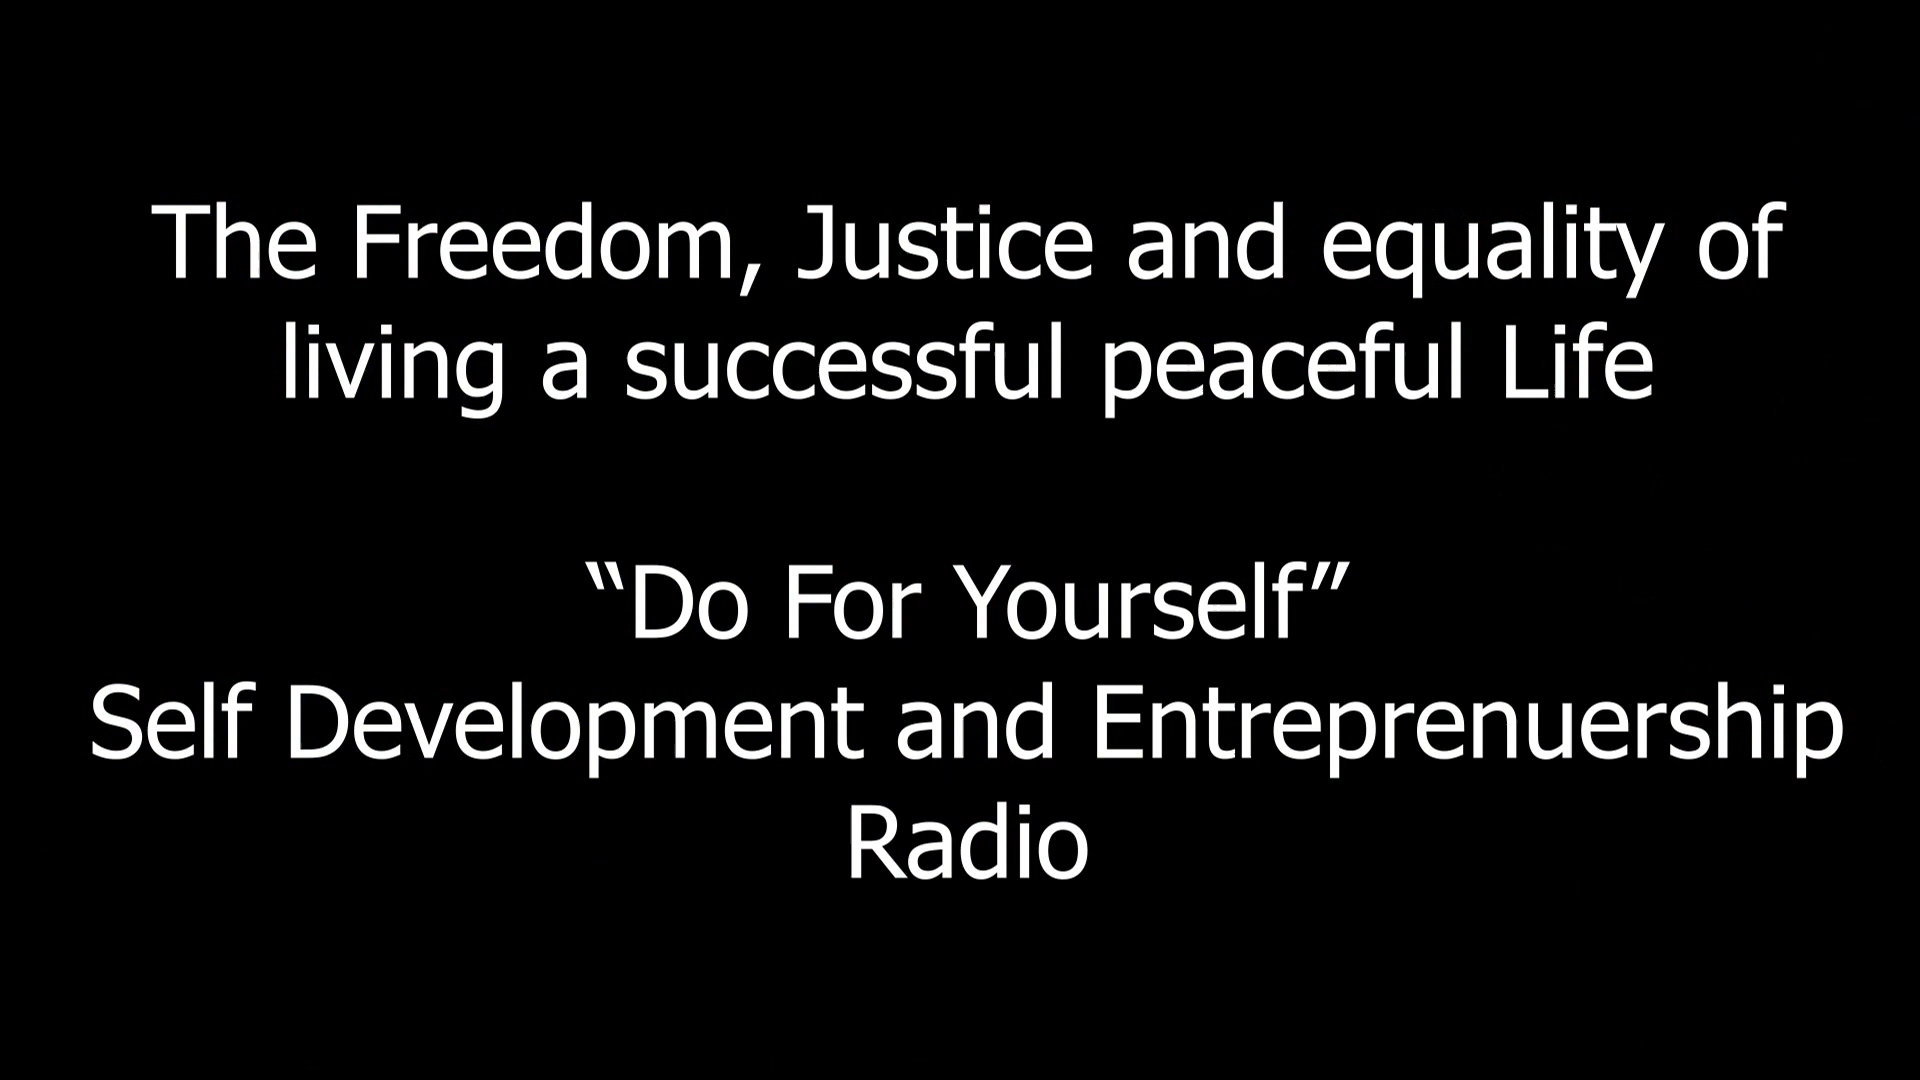 The Freedom, Justice and equality of
living a successful peaceful Life
“Do For Yourself”
Self Development and Entreprenuership
Radio